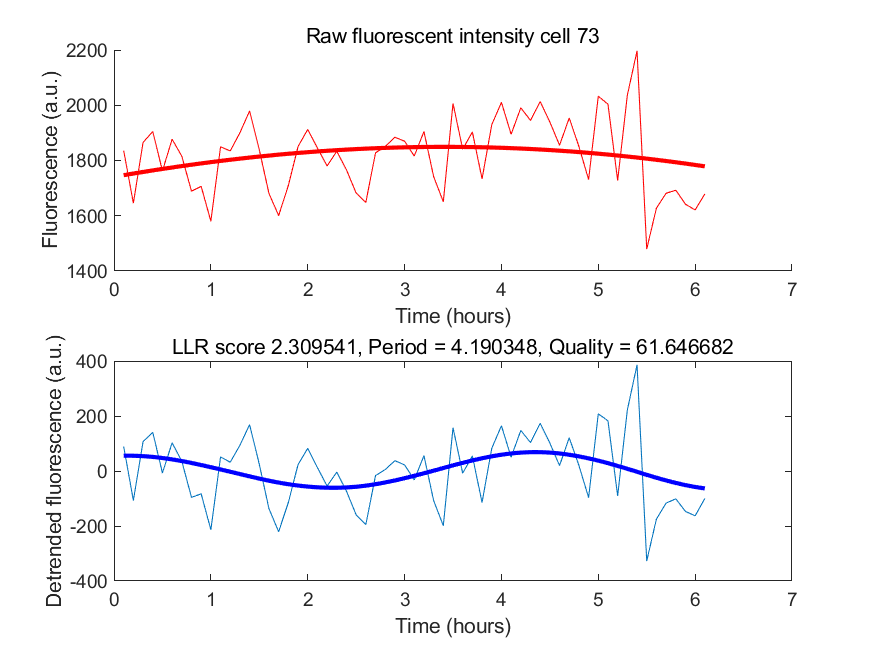 Raw fluorescent intensity cell 73
Fluorescence (a.u.)
2200
2000
1800
1600
1400
0 1 2 3 4 5 6 7
Time (hours)
LLR score 2.309541, Period = 4.190348, Quality = 61.646682
Detrended fluorescence (a.u.)
400
200
0
-200
-400
0 1 2 3 4 5 6 7
Time (hours)